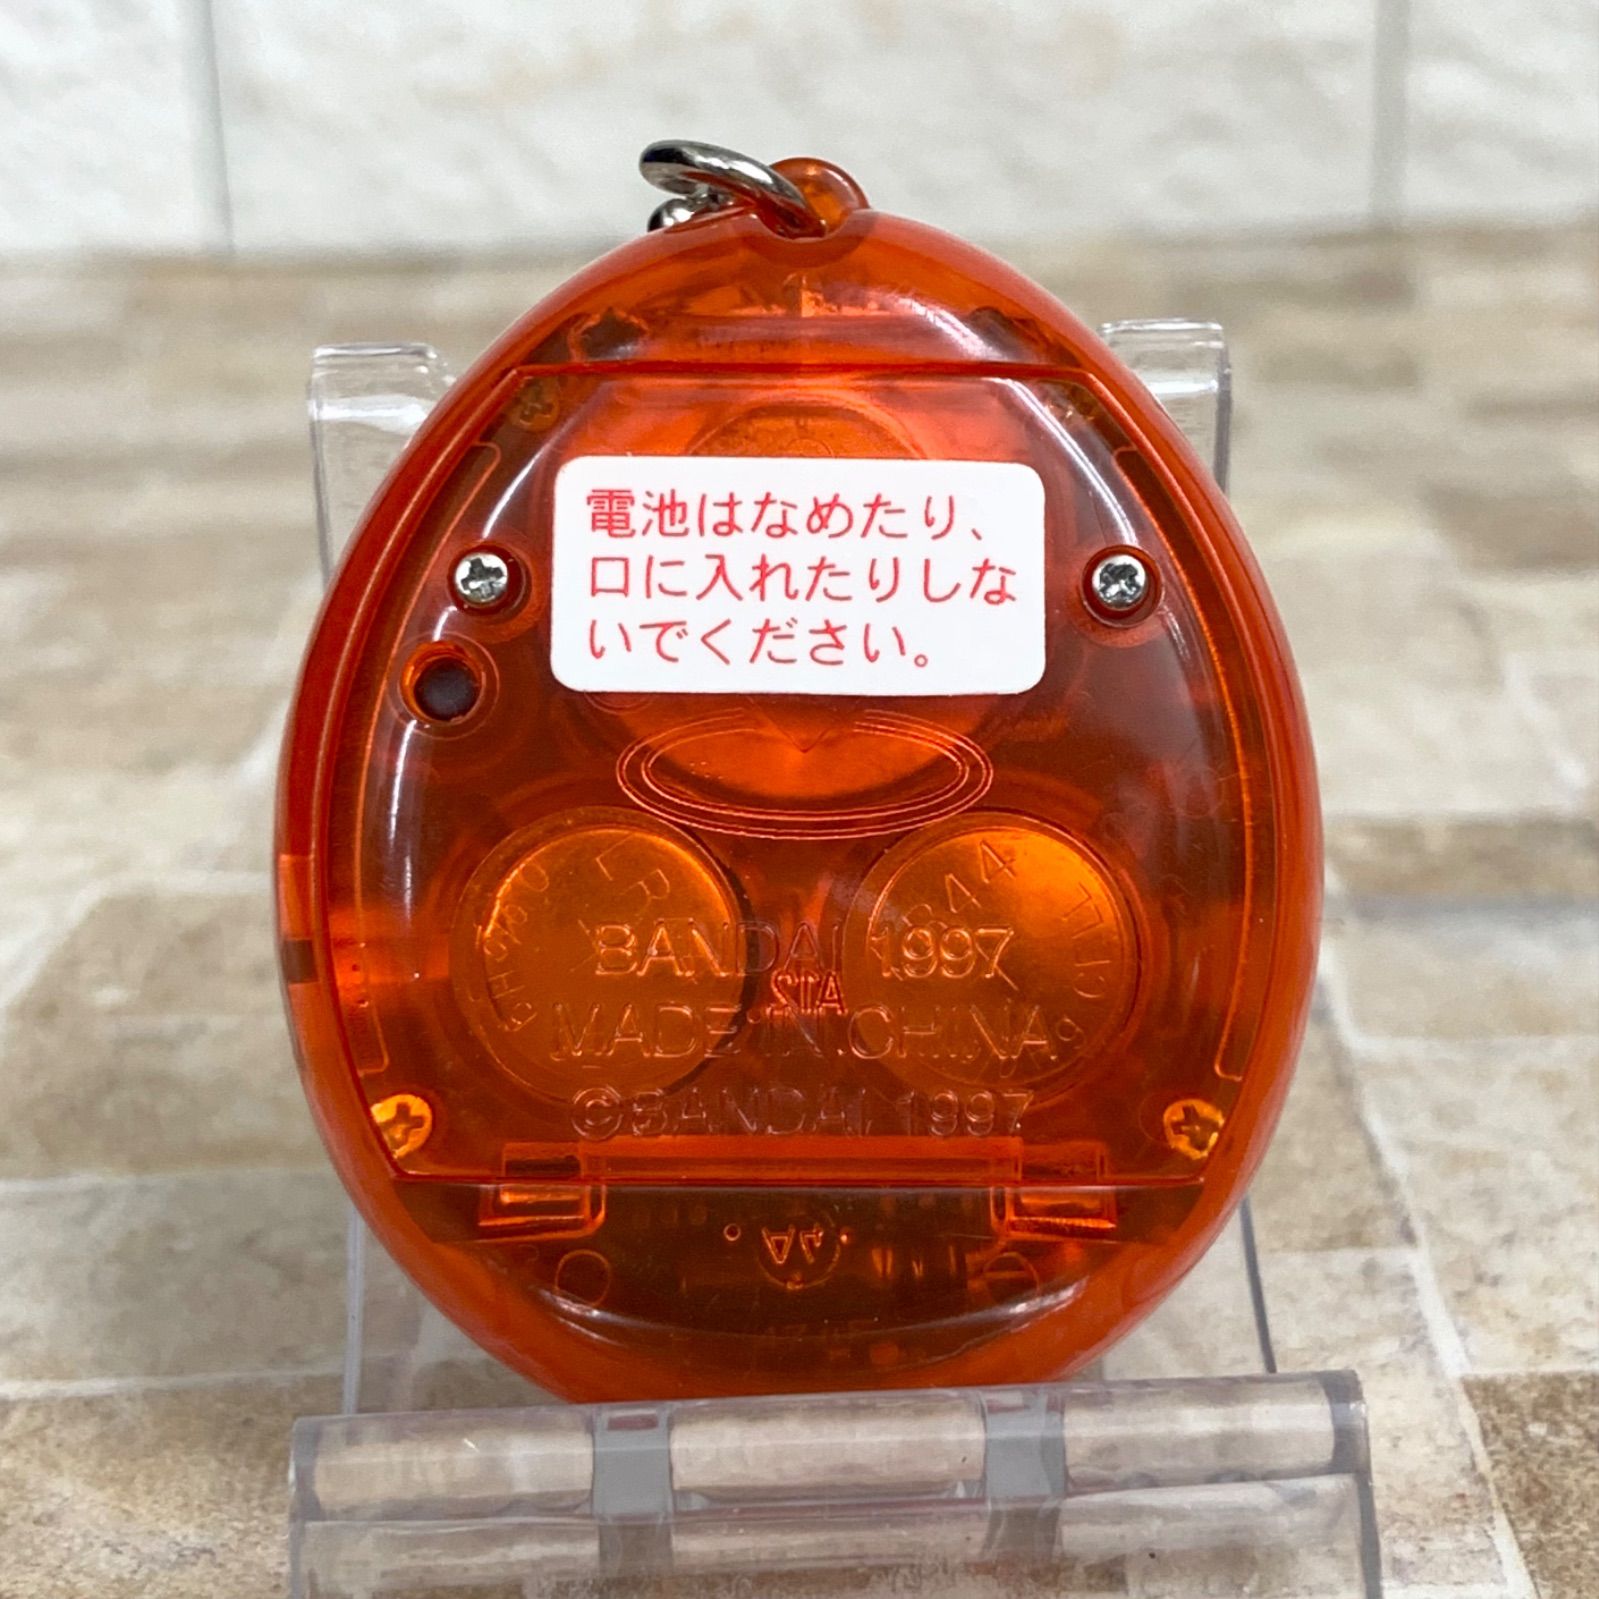 電池はなめたり、
口に入れたりしな
いでください。
BANDAI 1997
MADE IN CHINA
©BANDAI 1997